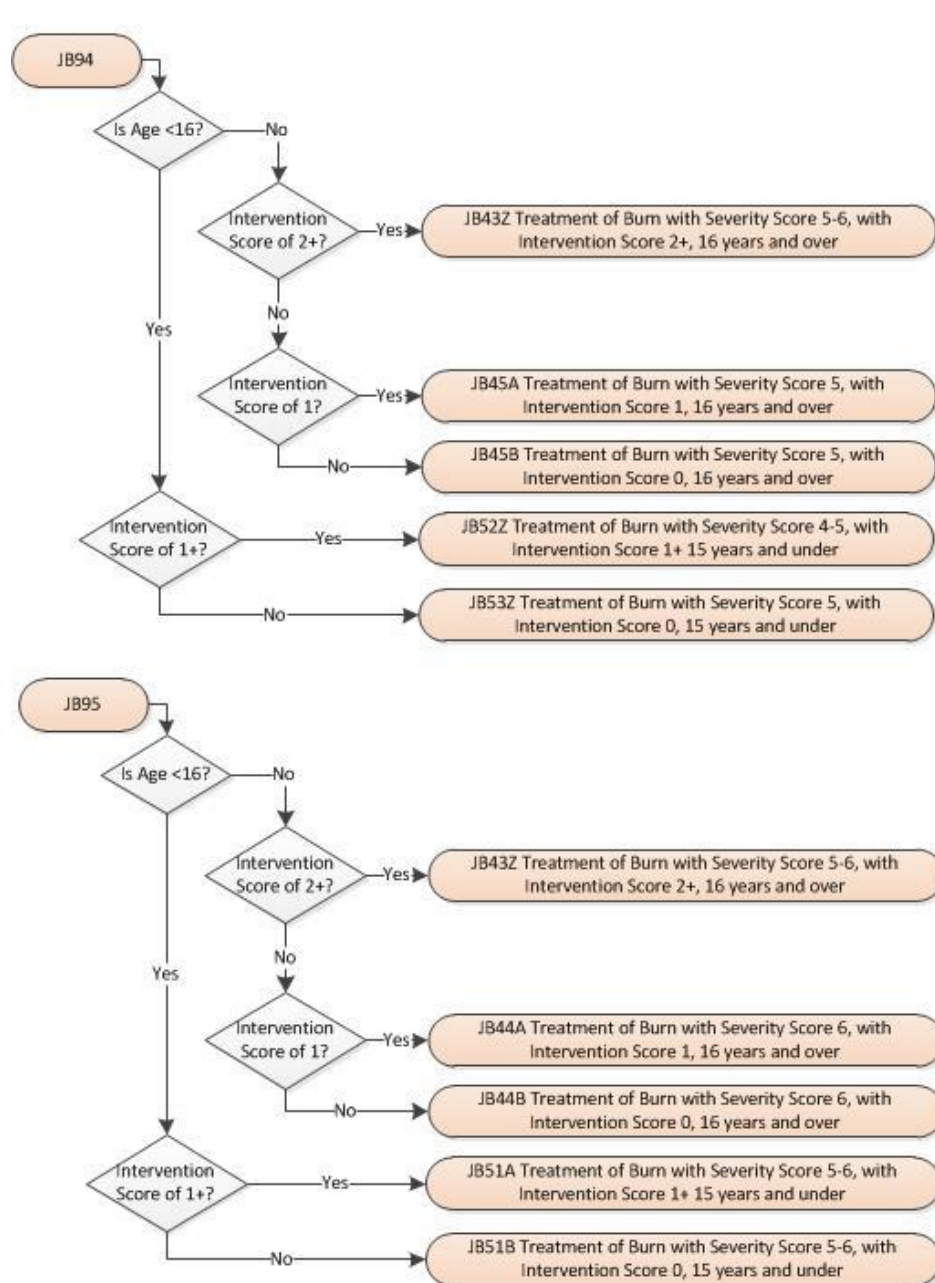 JB94
Is Age <16?
No
Intervention
Score of 2+?
Yes
JB43Z Treatment of Burn with Severity Score 5-6, with
Intervention Score 2+, 16 years and over
No
Yes
Intervention
Score of 1?
Yes
JB45A Treatment of Burn with Severity Score 5, with
Intervention Score 1, 16 years and over
No
JB45B Treatment of Burn with Severity Score 5, with
Intervention Score 0, 16 years and over
Intervention
Score of 1+?
Yes
JB52Z Treatment of Burn with Severity Score 4-5, with
Intervention Score 1+ 15 years and under
No
JB53Z Treatment of Burn with Severity Score 5, with
Intervention Score 0, 15 years and under
JB95
Is Age <16?
No
Intervention
Score of 2+?
Yes
JB43Z Treatment of Burn with Severity Score 5-6, with
Intervention Score 2+, 16 years and over
No
Yes
Intervention
Score of 1?
Yes
JB44A Treatment of Burn with Severity Score 6, with
Intervention Score 1, 16 years and over
No
JB44B Treatment of Burn with Severity Score 6, with
Intervention Score 0, 16 years and over
Intervention
Score of 1+?
Yes
JB51A Treatment of Burn with Severity Score 5-6, with
Intervention Score 1+ 15 years and under
No
JB51B Treatment of Burn with Severity Score 5-6, with
Intervention Score 0, 15 years and under